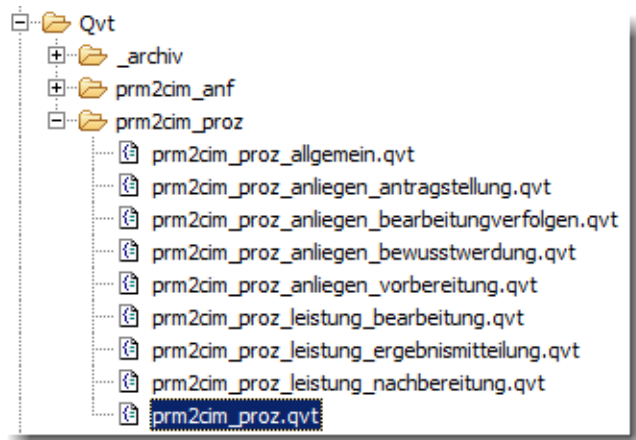 Qvt
_archiv
prm2cim_anf
prm2cim_proz
prm2cim_proz_allgemein.qvt
prm2cim_proz_anliegen_antragstellung.qvt
prm2cim_proz_anliegen_bearbeitungverfolgen.qvt
prm2cim_proz_anliegen_bewusstwerdung.qvt
prm2cim_proz_anliegen_vorbereitung.qvt
prm2cim_proz_leistung_bearbeitung.qvt
prm2cim_proz_leistung_ergebnismitteilung.qvt
prm2cim_proz_leistung_nachbereitung.qvt
prm2cim_proz.qvt